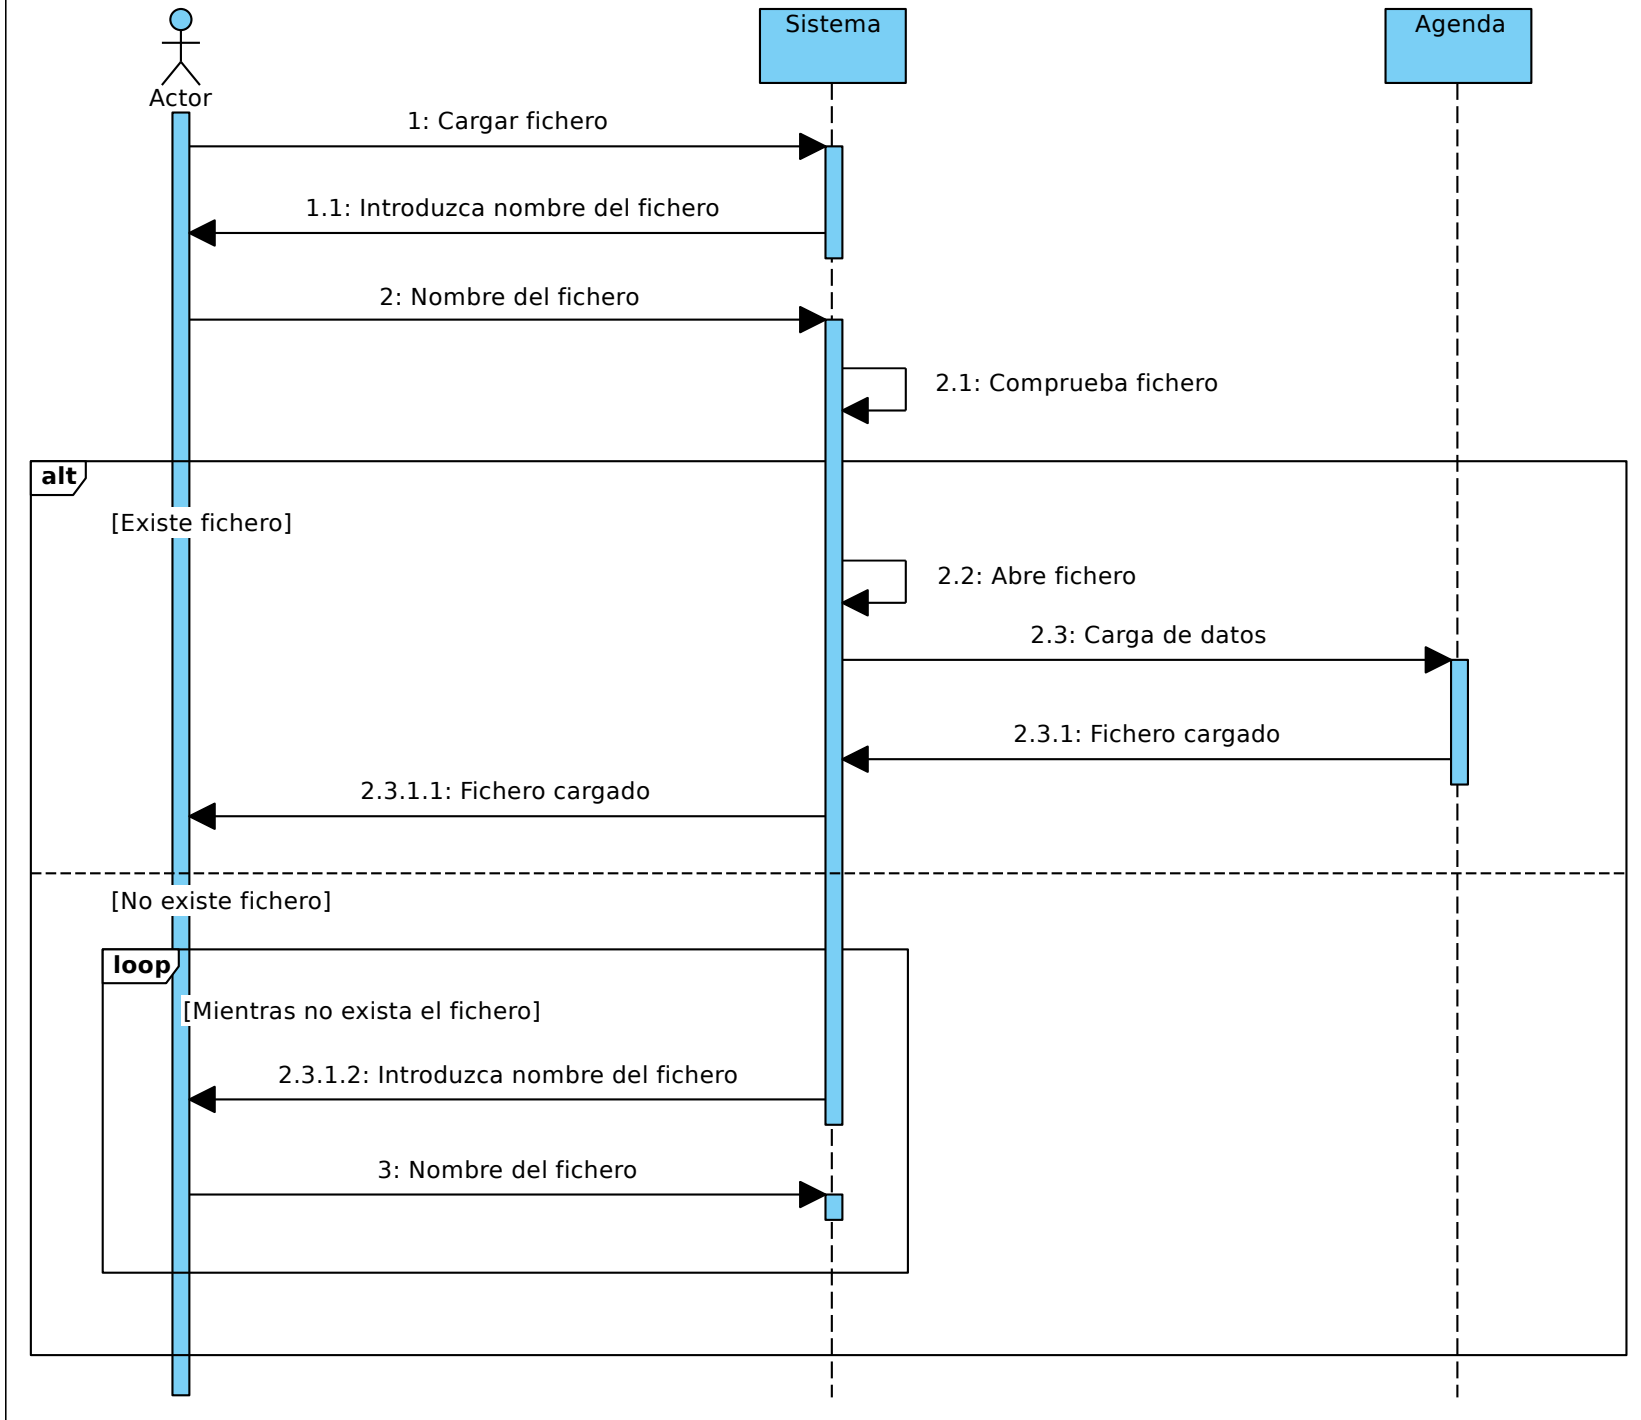 Sistema
Agenda
Actor
1: Cargar fichero
1.1: Introduzca nombre del fichero
2: Nombre del fichero
2.1: Comprueba fichero
alt
[Existe fichero]
2.2: Abre fichero
2.3: Carga de datos
2.3.1: Fichero cargado
2.3.1.1: Fichero cargado
[No existe fichero]
loop
[Mientras no exista el fichero]
2.3.1.2: Introduzca nombre del fichero
3: Nombre del fichero